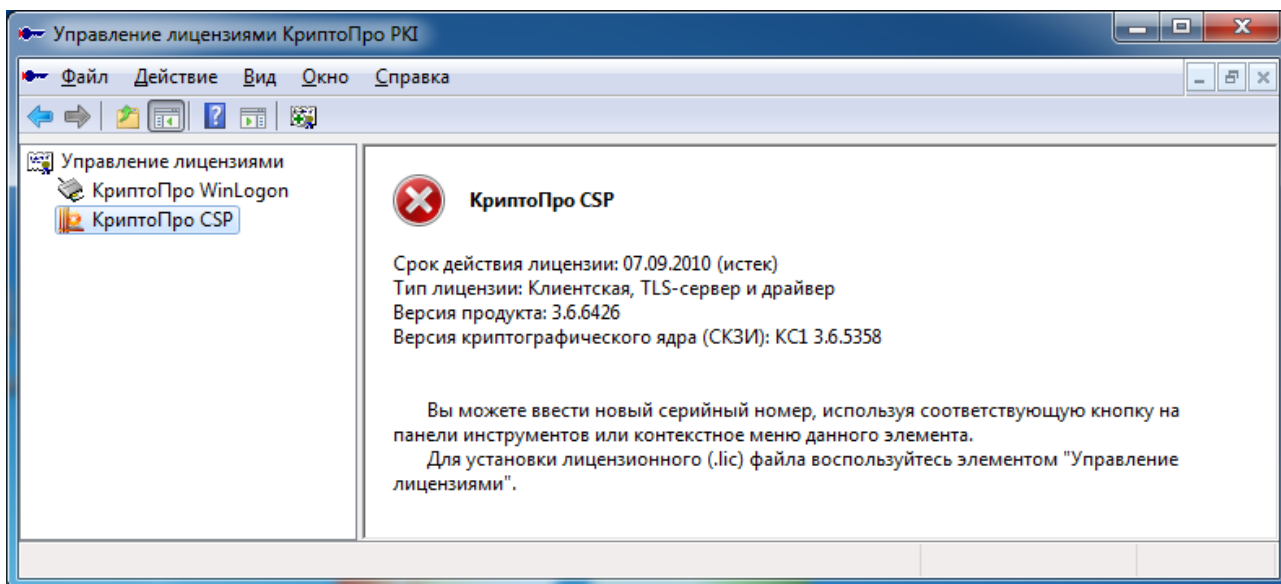 Управление лицензиями КриптоПро PKI
Файл Действие Вид Окно Справка
Управление лицензиями
КриптоПро WinLogon
КриптоПро CSP
КриптоПро CSP
Срок действия лицензии: 07.09.2010 (истек)
Тип лицензии: Клиентская, TLS-сервер и драйвер
Версия продукта: 3.6.6426
Версия криптографического ядра (СКЗИ): КС1 3.6.5358
Вы можете ввести новый серийный номер, используя соответствующую кнопку на
панели инструментов или контекстное меню данного элемента.
Для установки лицензионного (.lic) файла воспользуйтесь элементом "Управление
лицензиями".